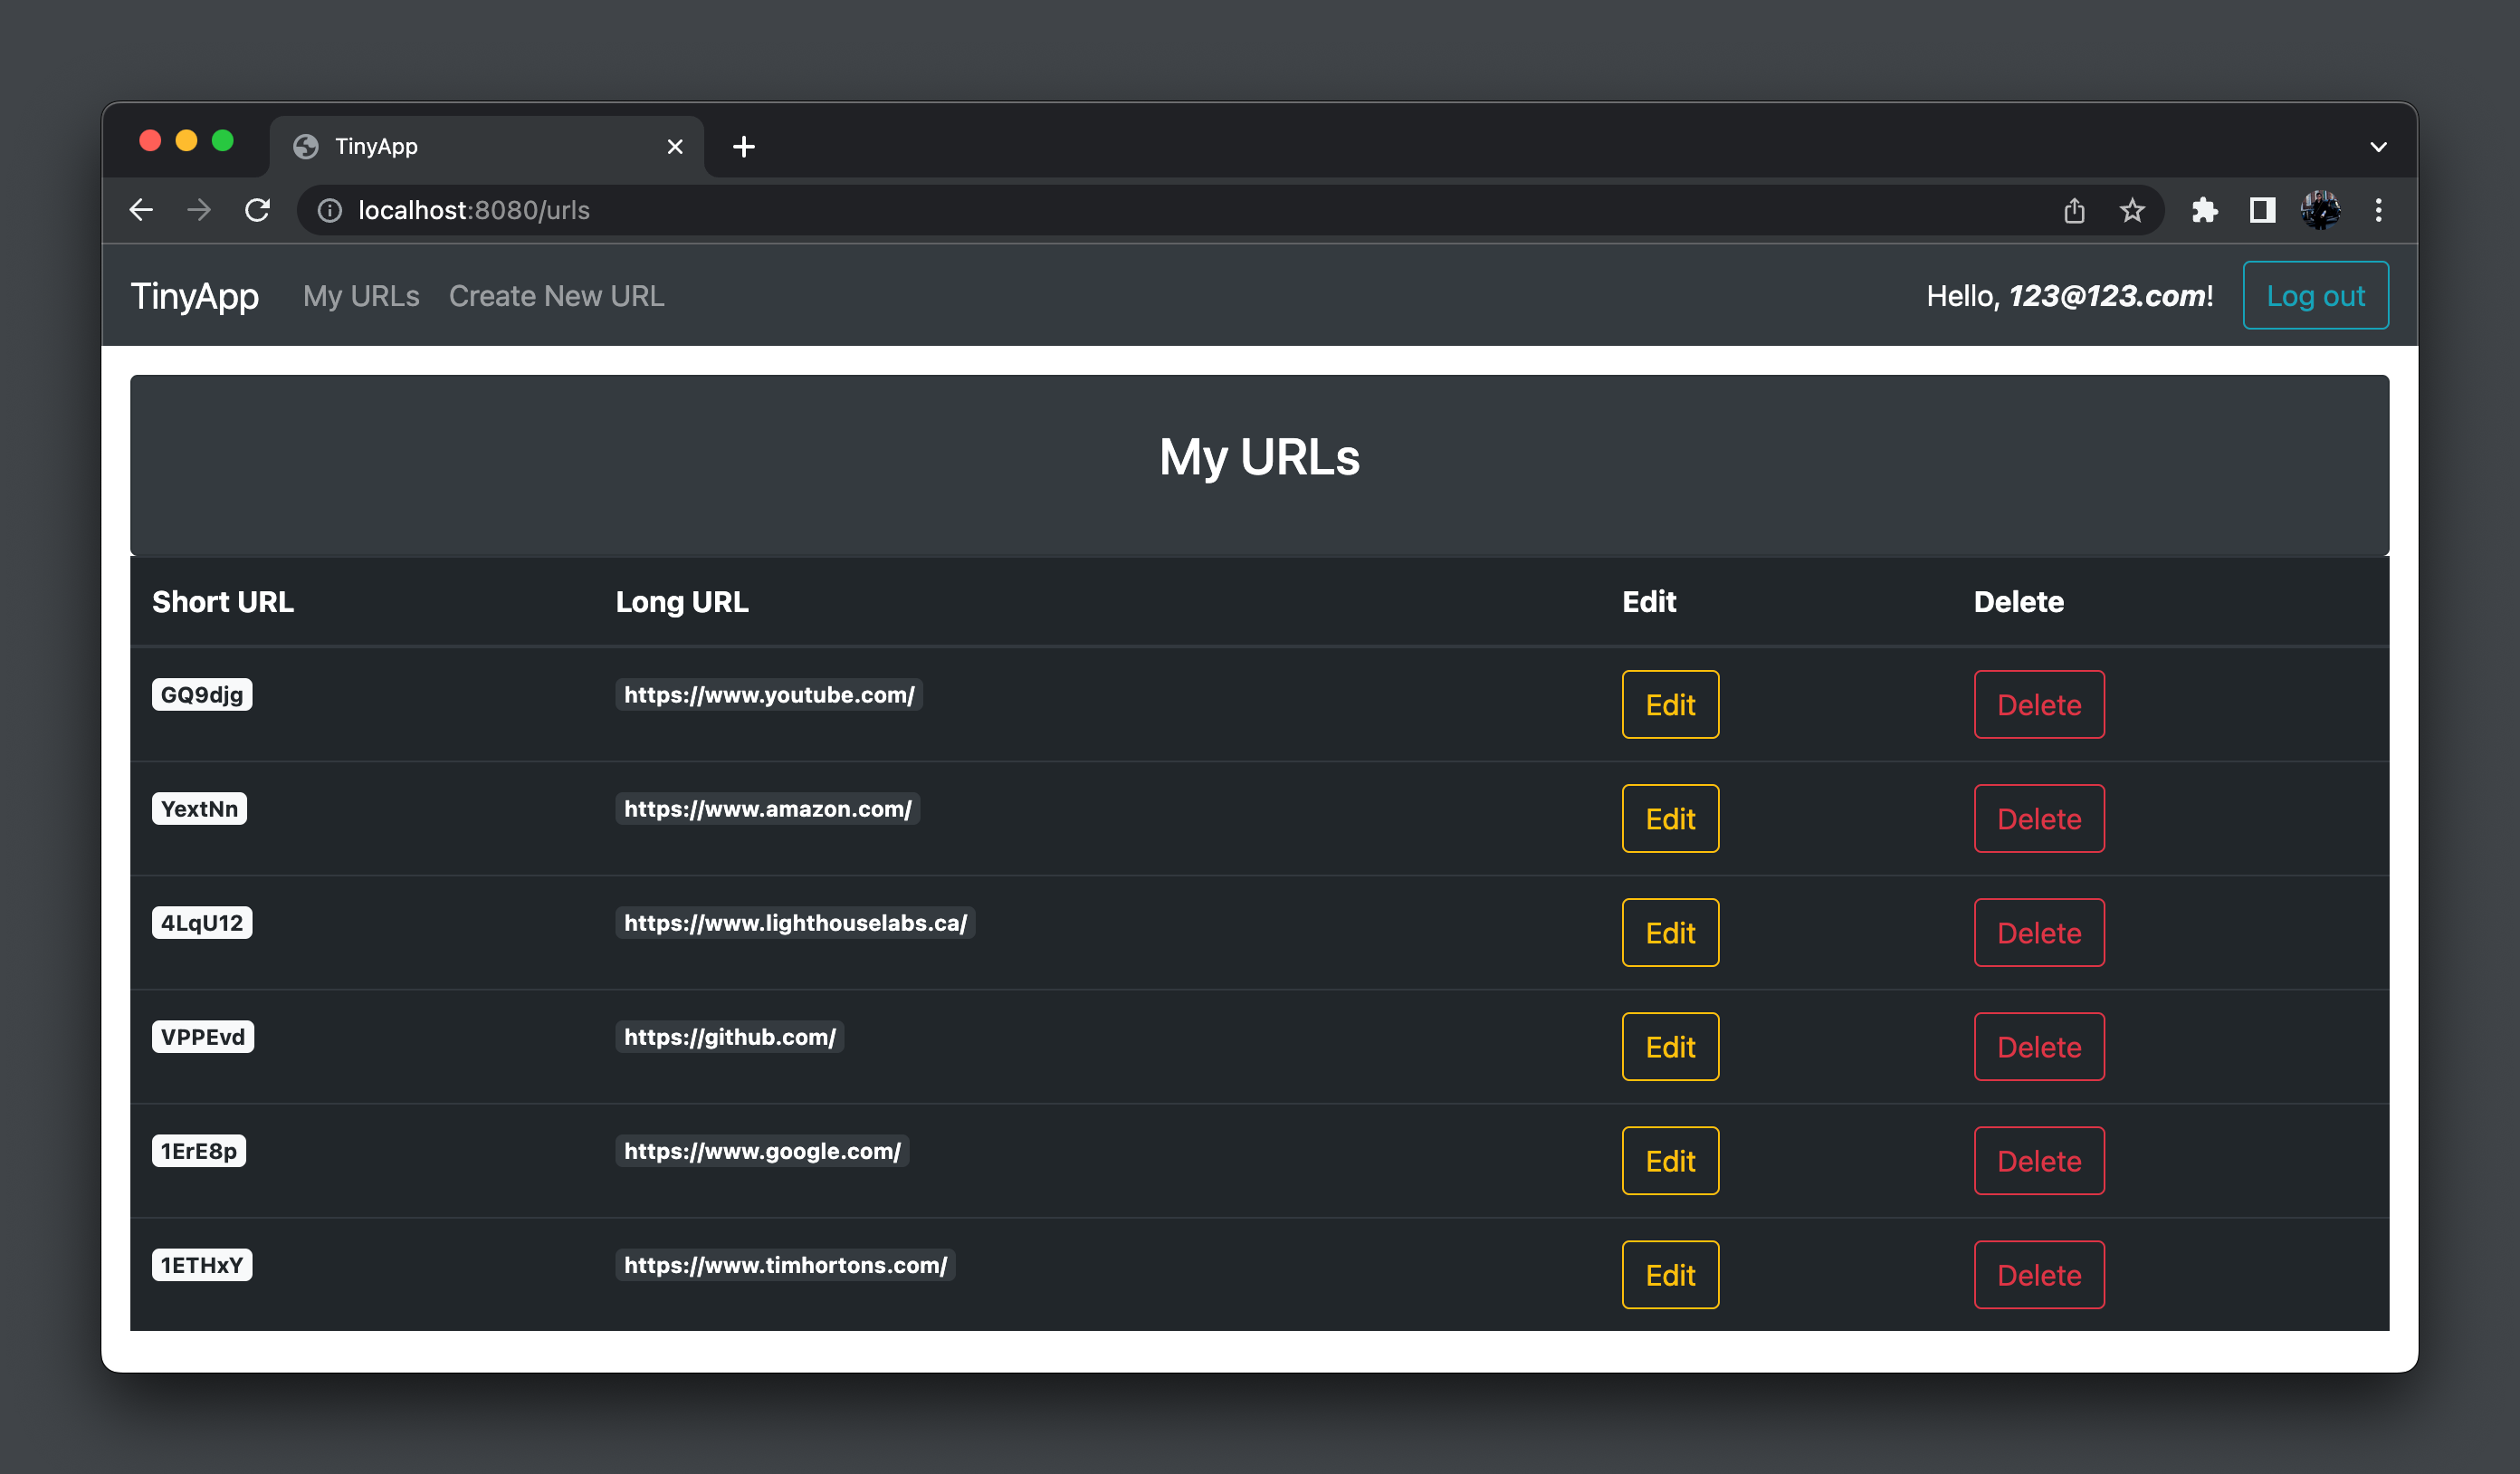 TinyApp
localhost:8080/urls
TinyApp My URLs Create New URL Hello, 123@123.com! Log out
My URLs
Short URL Long URL Edit Delete
GQ9djg https://www.youtube.com/ Edit Delete
YextNn https://www.amazon.com/ Edit Delete
4LqU12 https://www.lighthouselabs.ca/ Edit Delete
VPPEvd https://github.com/ Edit Delete
1ErE8p https://www.google.com/ Edit Delete
1ETHxY https://www.timhortons.com/ Edit Delete